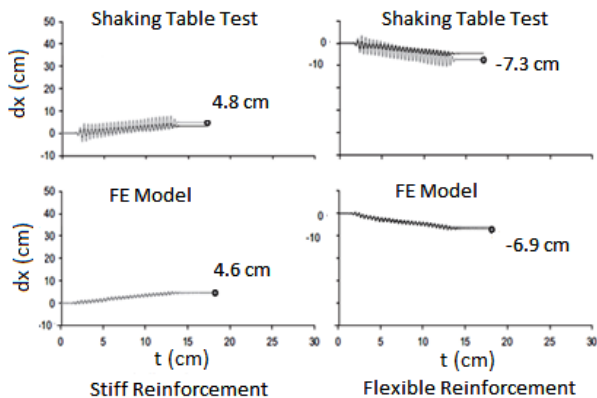 Shaking Table Test
50
40
30
20
10
0
-10
dx (cm)
4.8 cm
Shaking Table Test
0
-10
-7.3 cm
FE Model
50
40
30
20
10
0
-10
dx (cm)
4.6 cm
0 5 10 15 20 25 30
t (cm)
Stiff Reinforcement
FE Model
0
-10
-6.9 cm
0 5 10 15 20 25 30
t (cm)
Flexible Reinforcement